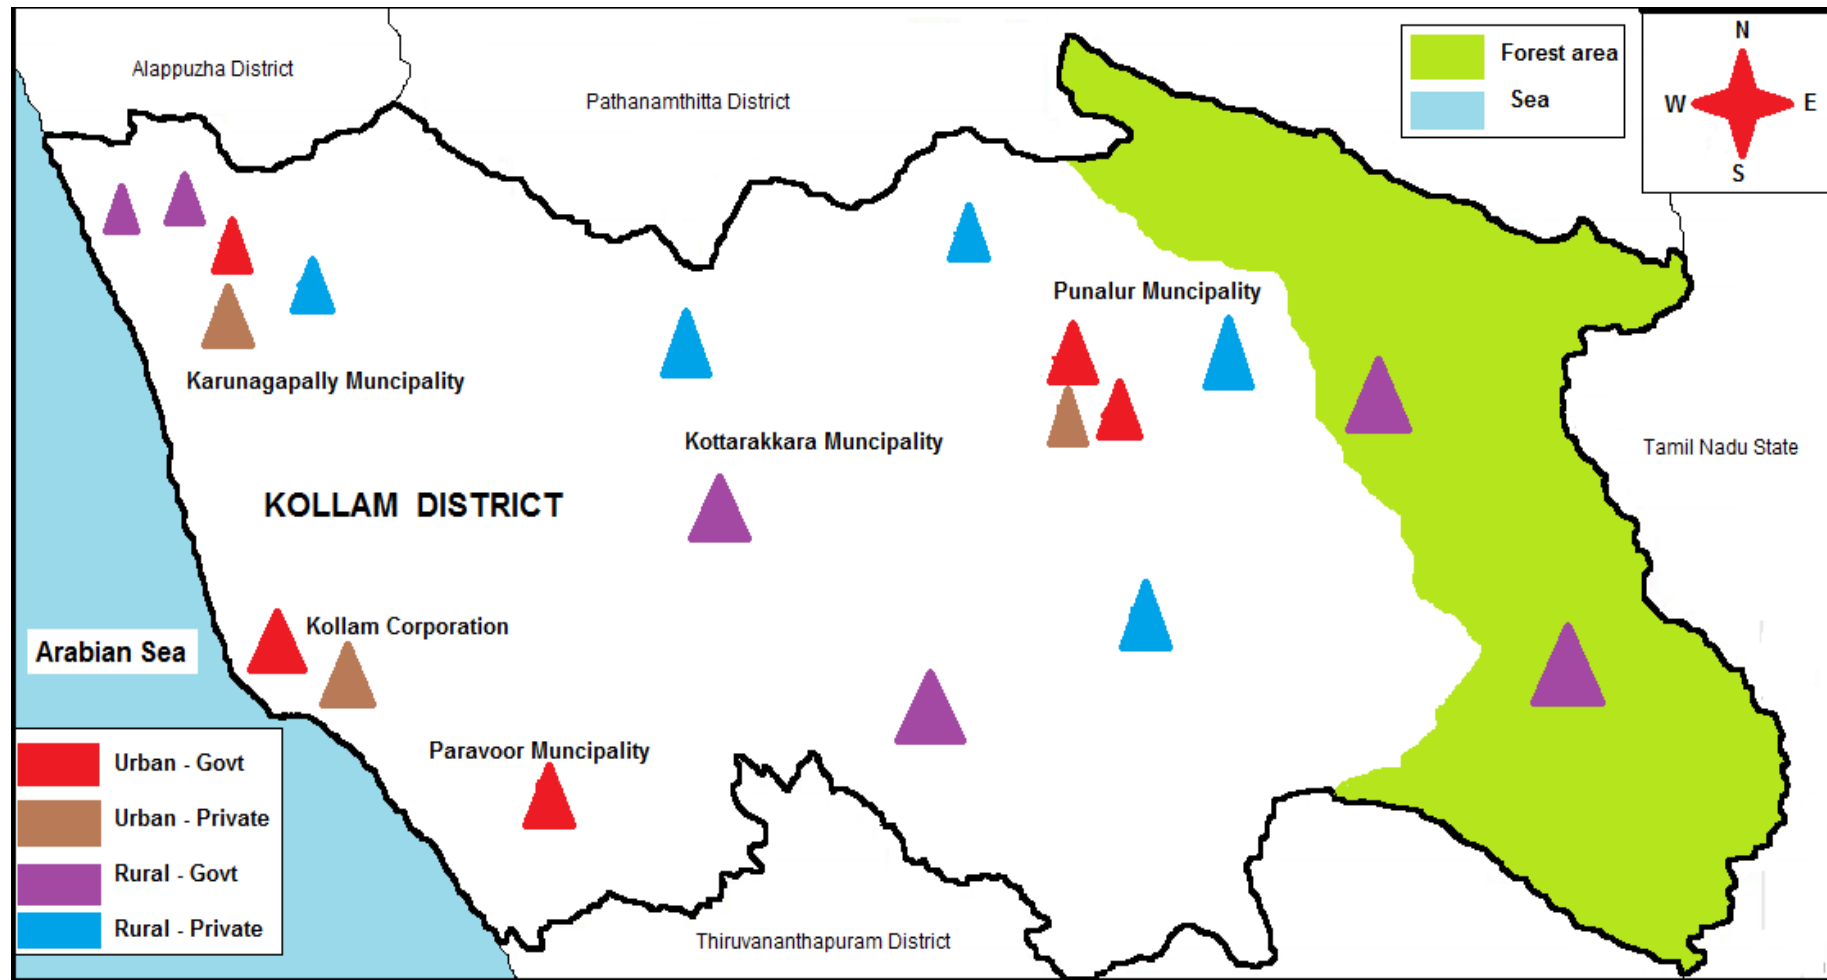 Alappuzha District
Pathanamthitta District
Forest area
Sea
N
W
E
S
Punalur Muncipality
Karunagapally Muncipality
Kottarakkara Muncipality
Tamil Nadu State
KOLLAM DISTRICT
Kollam Corporation
Arabian Sea
Paravoor Muncipality
Urban - Govt
Urban - Private
Rural - Govt
Rural - Private
Thiruvananthapuram District